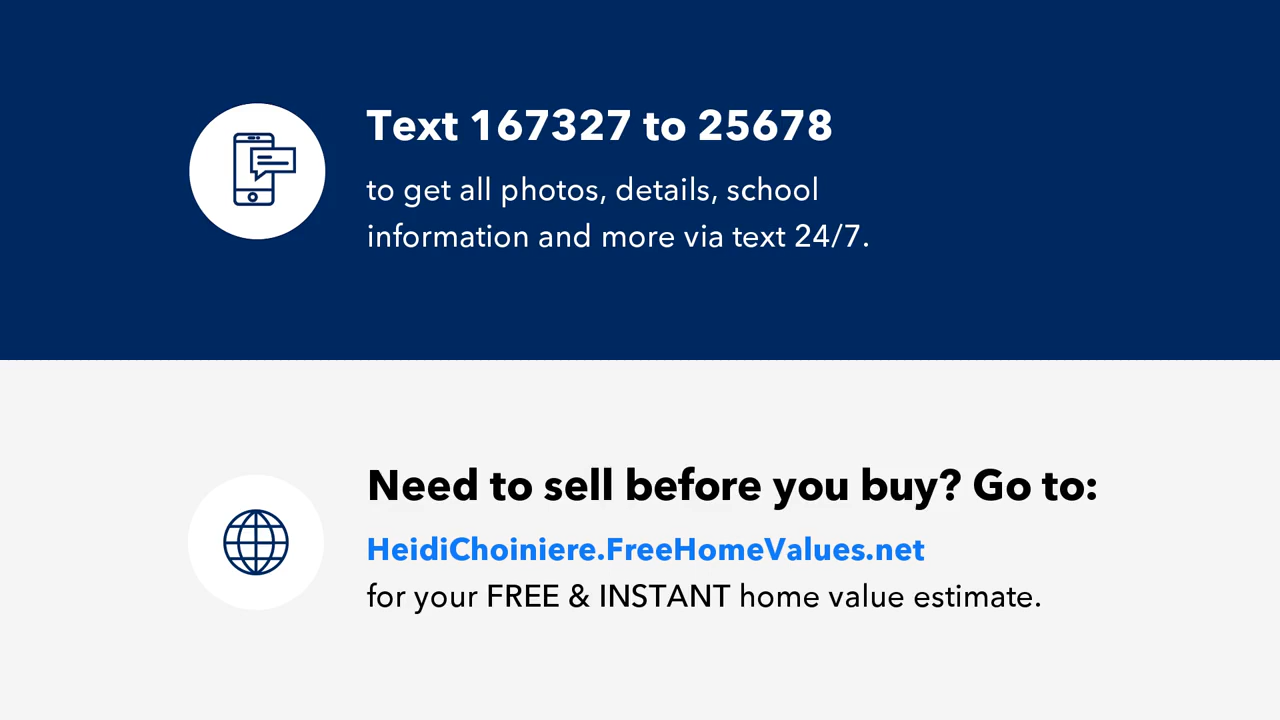 Text 167327 to 25678
to get all photos, details, school
information and more via text 24/7.
Need to sell before you buy? Go to:
HeidiChoiniere.FreeHomeValues.net
for your FREE & INSTANT home value estimate.